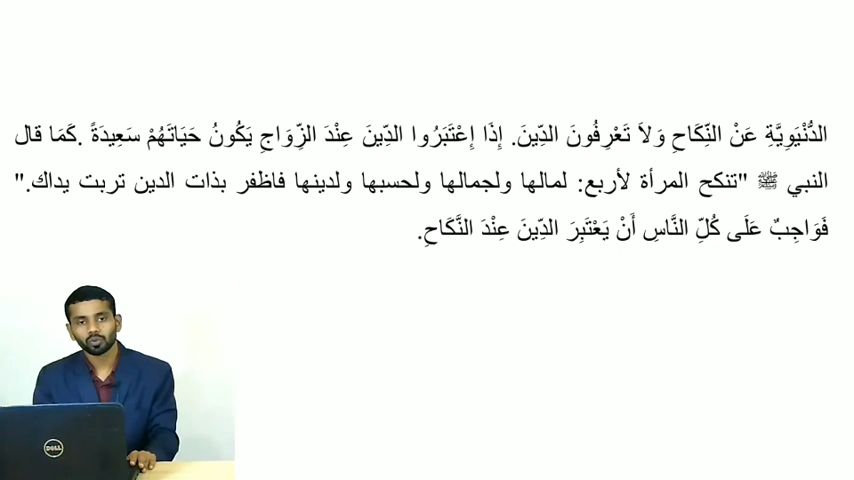 الدُّنْيَوِيَّةِ عَنْ النِّكَاحِ وَلاَ تَعْرِفُونَ الدِّينَ. إِذَا إِعْتَبَرُوا الدِّينَ عِنْدَ الزِّوَاجِ يَكُونُ حَيَاتَهُمْ سَعِيدَةً .كَمَا قال
النبي ﷺ "تنكح المرأة لأربع: لمالها ولجمالها ولحسبها ولدينها فاظفر بذات الدين تربت يداك."
فَوَاجِبٌ عَلَى كُلِّ النَّاسِ أَنْ يَعْتَبِرَ الدِّينَ عِنْدَ النَّكَاحِ.
DELL